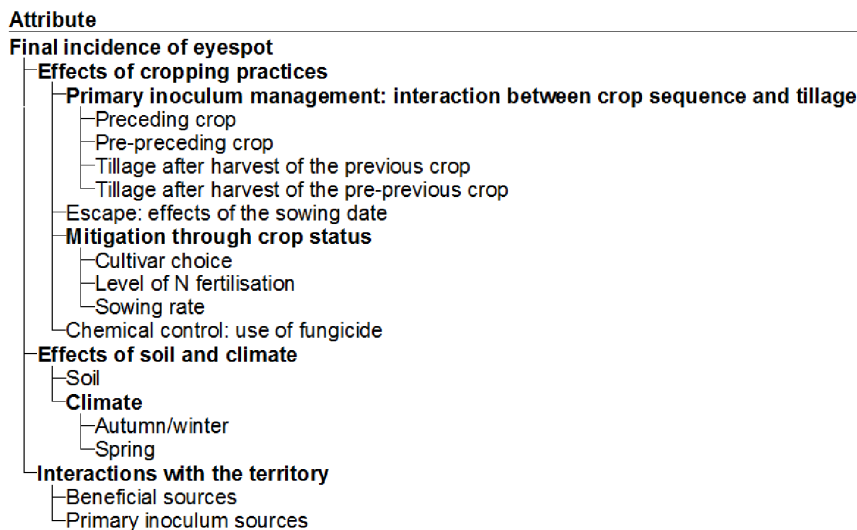 Attribute
Final incidence of eyespot
Effects of cropping practices
Primary inoculum management: interaction between crop sequence and tillage
Preceding crop
Pre-preceding crop
Tillage after harvest of the previous crop
Tillage after harvest of the pre-previous crop
Escape: effects of the sowing date
Mitigation through crop status
Cultivar choice
Level of N fertilisation
Sowing rate
Chemical control: use of fungicide
Effects of soil and climate
Soil
Climate
Autumn/winter
Spring
Interactions with the territory
Beneficial sources
Primary inoculum sources